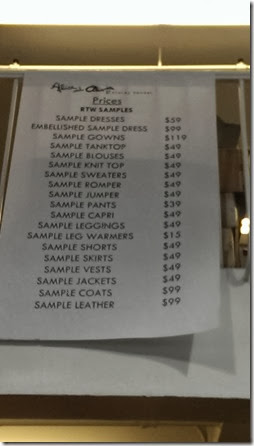 Prices
RTW SAMPLES
SAMPLE DRESSES $59
EMBELLISHED SAMPLE DRESS $99
SAMPLE GOWNS $119
SAMPLE TANKTOP $49
SAMPLE BLOUSES $49
SAMPLE KNIT TOP $49
SAMPLE SWEATERS $49
SAMPLE ROMPER $49
SAMPLE JUMPER $49
SAMPLE PANTS $39
SAMPLE CAPRI $49
SAMPLE LEGGINGS $49
SAMPLE LEG WARMERS $15
SAMPLE SHORTS $49
SAMPLE SKIRTS $49
SAMPLE VESTS $49
SAMPLE JACKETS $49
SAMPLE COATS $99
SAMPLE LEATHER $99